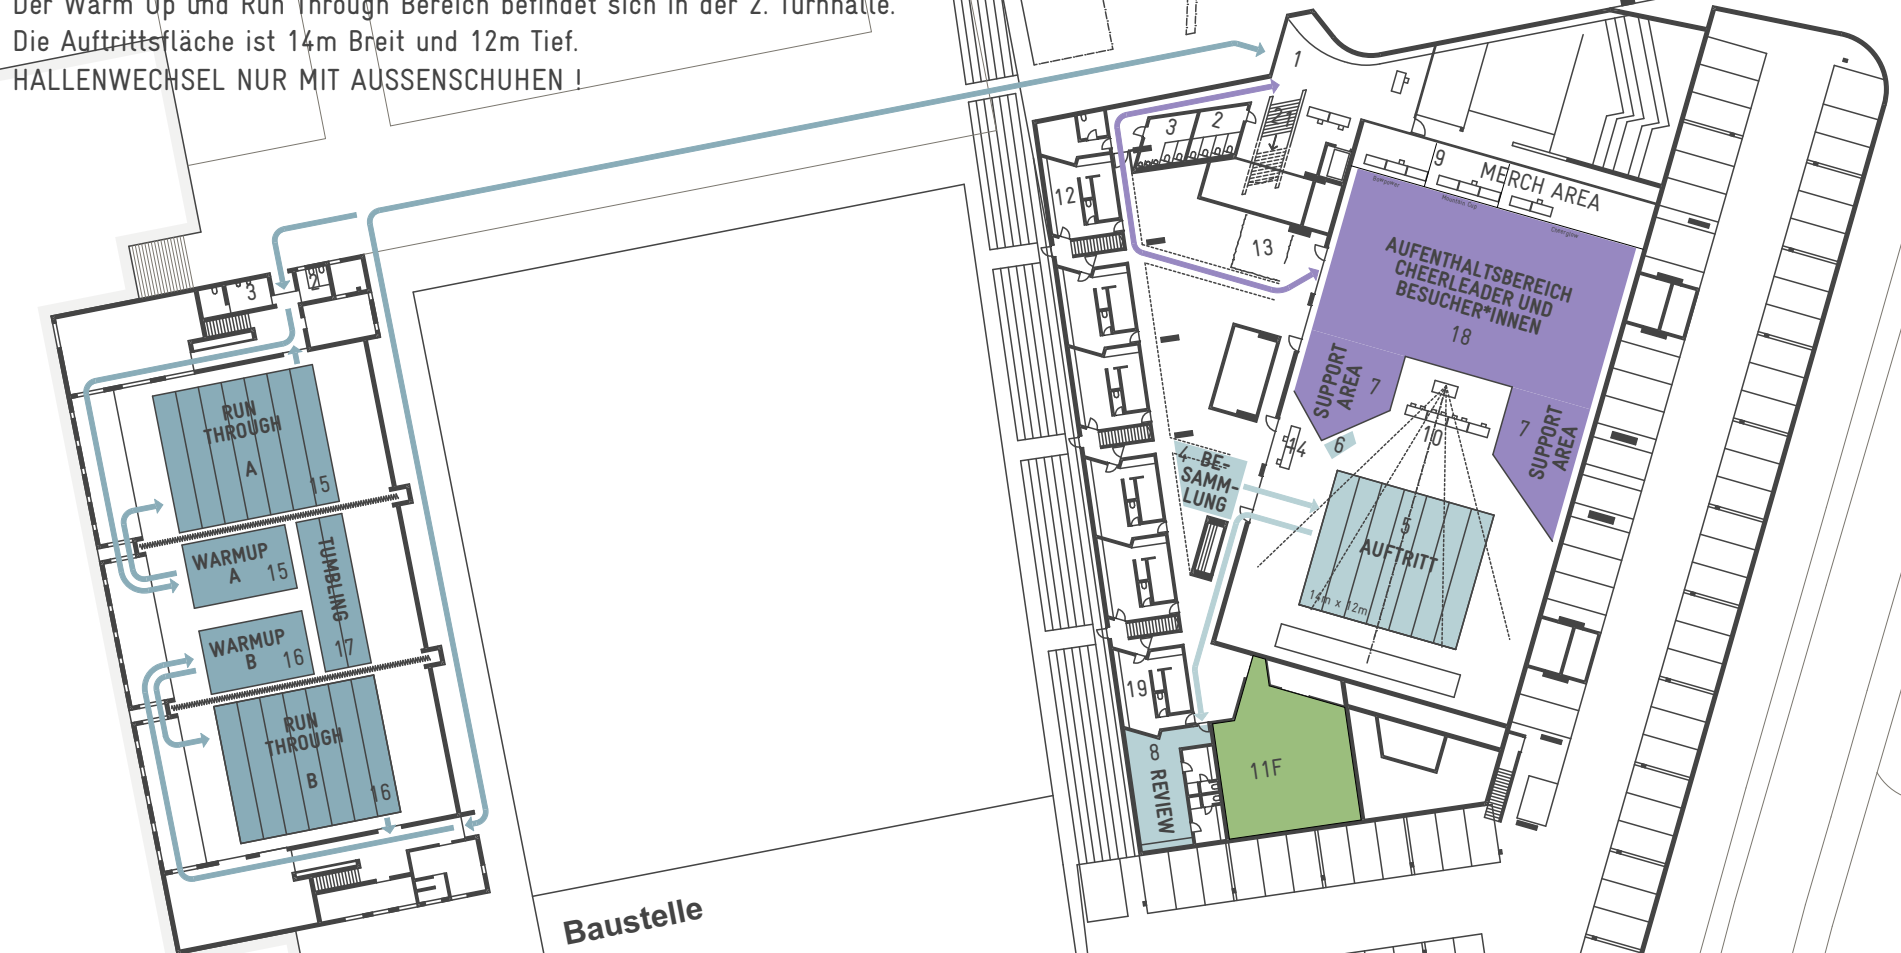 Der Warm Up und Run Through Bereich befindet sich in der 2. Turnhalle.
Die Auftrittsfläche ist 14m Breit und 12m Tief.
HALLENWECHSEL NUR MIT AUSSENSCHUHEN !
1
3
2
21
9
MERCH AREA
Mountain Top
12
13
AUFENTHALTSBEREICH
CHEERLEADER UND
BESUCHER*INNEN
18
3
2
SUPPORT
AREA
7
7
SUPPORT
AREA
RUN
THROUGH
A
15
10
6
14
4 BE-
SAMM-
LUNG
5
AUFTRITT
14m x 12m
WARMUP
A
15
TUMBLING
17
WARMUP
B
16
RUN
THROUGH
B
16
19
8
REVIEW
11F
Baustelle